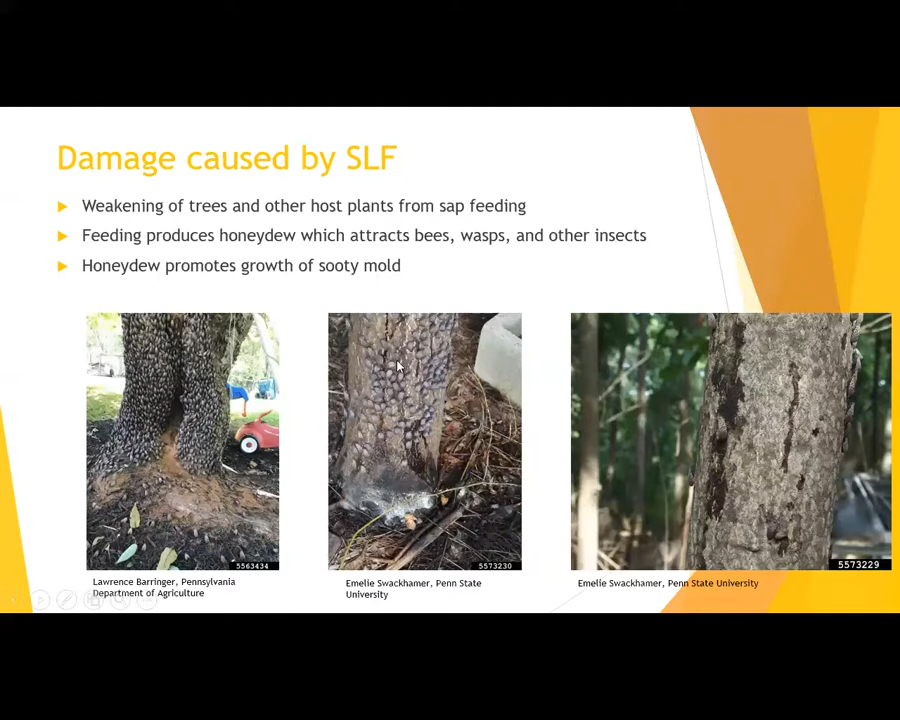 Damage caused by SLF
Weakening of trees and other host plants from sap feeding
Feeding produces honeydew which attracts bees, wasps, and other insects
Honeydew promotes growth of sooty mold
5563434
5573230
5573229
Lawrence Barringer, Pennsylvania
Department of Agriculture
Emelie Swackhamer, Penn State
University
Emelie Swackhamer, Penn State University